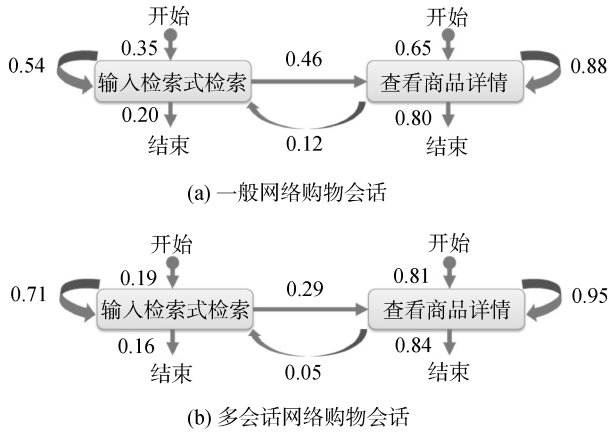 开始 开始
0.35 0.65
0.54 输入检索式检索 0.46 查看商品详情 0.88
0.20 0.12 0.80
结束 结束
(a) 一般网络购物会话
开始 开始
0.19 0.81
0.71 输入检索式检索 0.29 查看商品详情 0.95
0.16 0.05 0.84
结束 结束
(b) 多会话网络购物会话